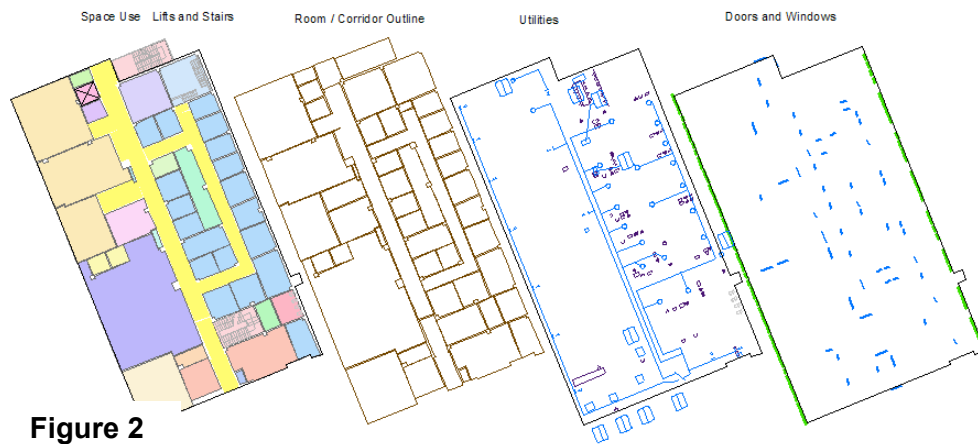 Space Use Lifts and Stairs
Room / Corridor Outline
Utilities
Doors and Windows
Figure 2